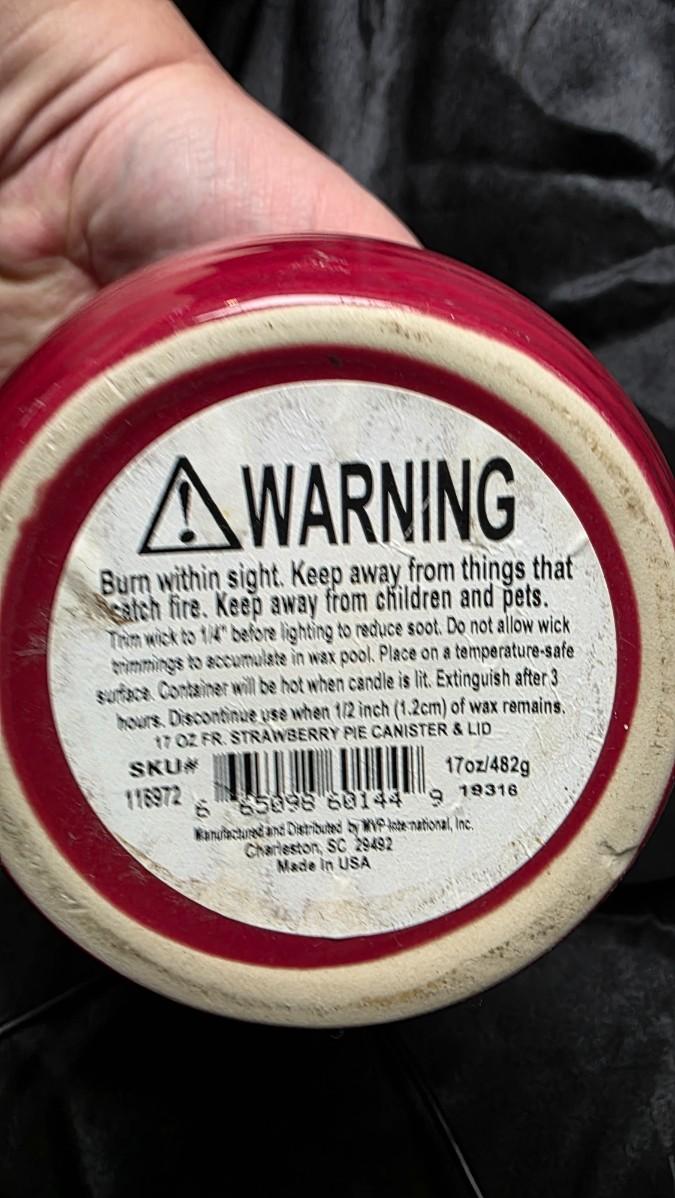 WARNING
Burn within sight. Keep away from things that
catch fire. Keep away from children and pets.
Trim wick to 1/4" before lighting to reduce soot. Do not allow wick
trimmings to accumulate in wax pool. Place on a temperature-safe
surface. Container will be hot when candle is lit. Extinguish after 3
hours. Discontinue use when 1/2 inch (1.2cm) of wax remains.
17 OZ FR. STRAWBERRY PIE CANISTER & LID
SKU# 17oz/482g
116972 6 65098 60144 9 19316
Manufactured and Distributed by MVP International, Inc.
Charleston, SC 29492
Made In USA